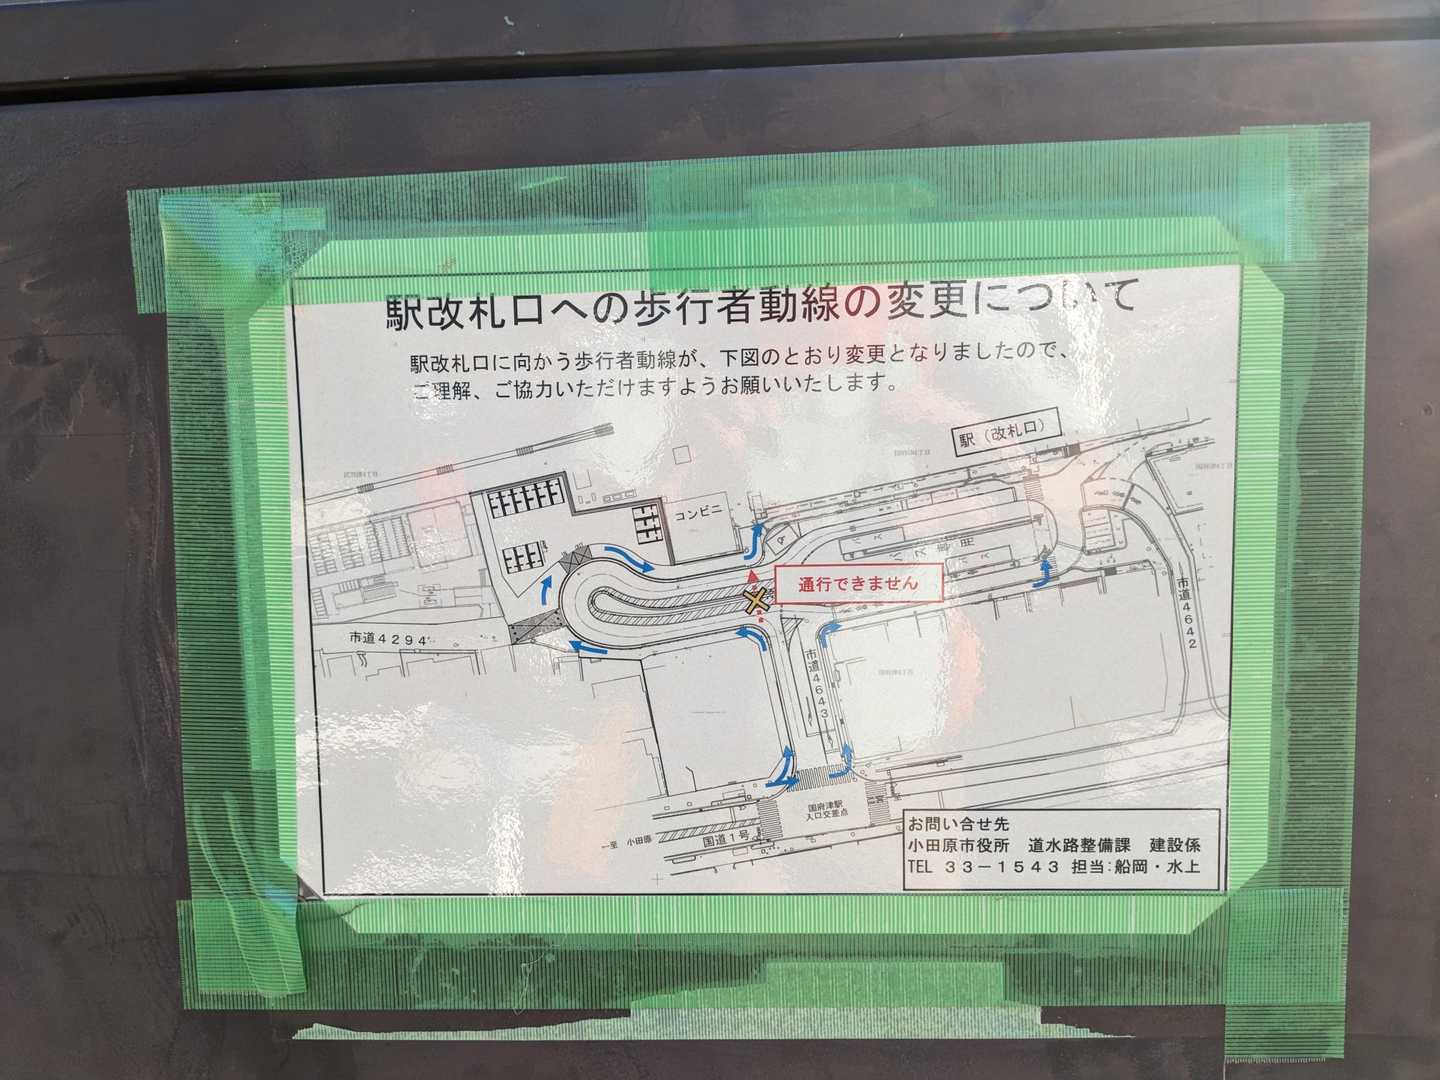 駅改札口への歩行者動線の変更について
駅改札口に向かう歩行者動線が、下図のとおり変更となりましたので、
ご理解、ご協力いただけますようお願いいたします。
駅（改札口）
コンビニ
通行できません
市道４２９４
市道４６４３
市道４６４２
国府津駅
入口交差点
至 小田原
国道１号
至
お問い合せ先
小田原市役所　道水路整備課　建設係
TEL ３３－１５４３ 担当:船岡・水上